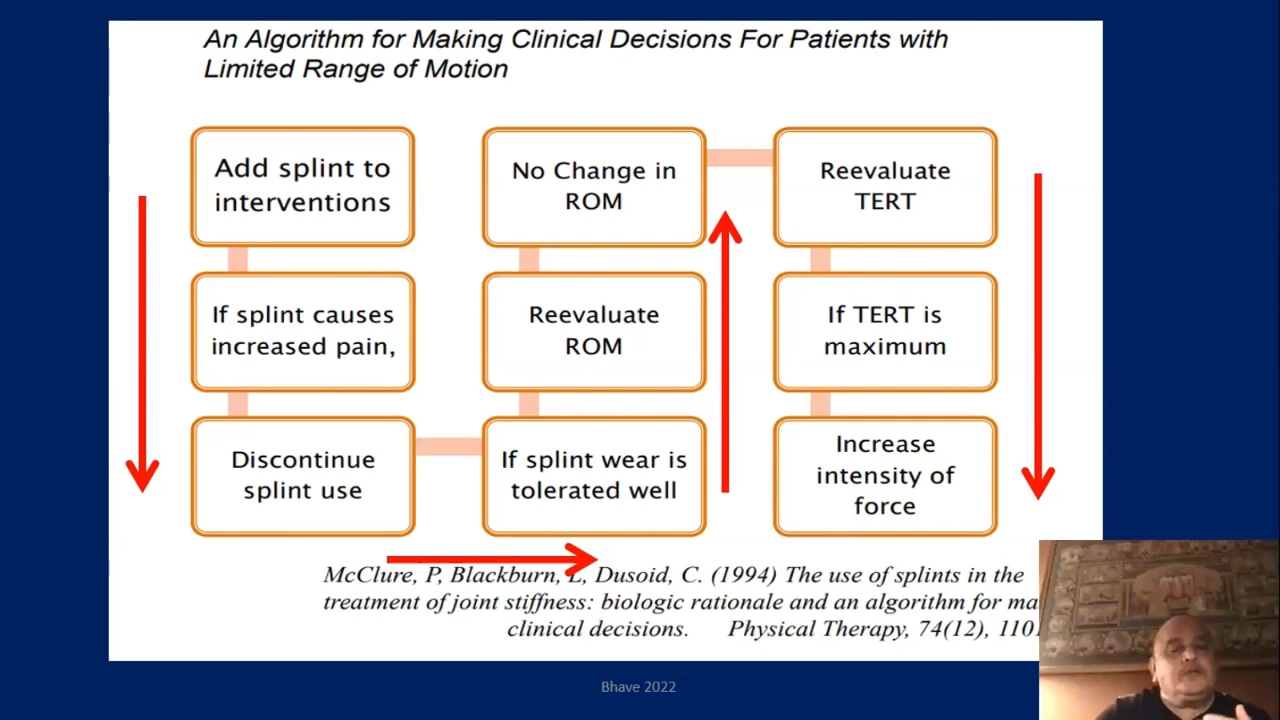 An Algorithm for Making Clinical Decisions For Patients with
Limited Range of Motion
Add splint to
interventions
If splint causes
increased pain,
Discontinue
splint use
If splint wear is
tolerated well
Reevaluate
ROM
No Change in
ROM
Reevaluate
TERT
If TERT is
maximum
Increase
intensity of
force
McClure, P, Blackburn, L, Dusoid, C. (1994) The use of splints in the
treatment of joint stiffness: biologic rationale and an algorithm for
clinical decisions. Physical Therapy, 74(12),
Bhave 2022